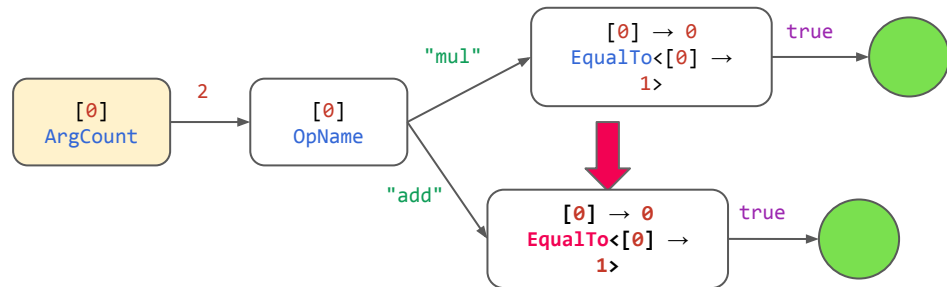 [0] → 0
EqualTo<[0] →
1>
true
"mul"
2
[0]
ArgCount
[0]
OpName
"add"
[0] → 0
EqualTo<[0] →
1>
true